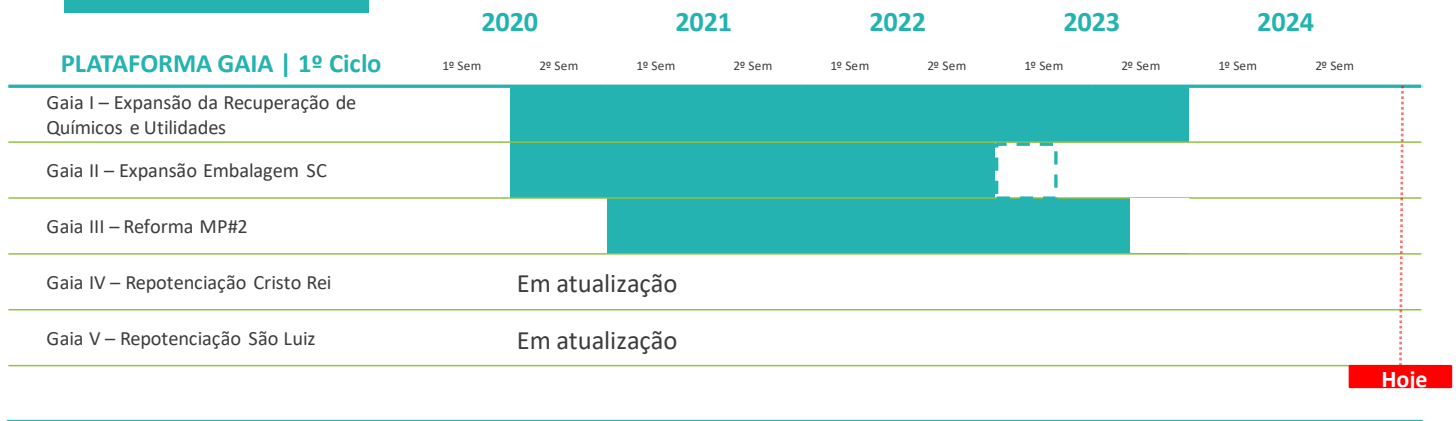 2020 2021 2022 2023 2024
PLATAFORMA GAIA | 1º Ciclo 1º Sem 2º Sem 1º Sem 2º Sem 1º Sem 2º Sem 1º Sem 2º Sem 1º Sem 2º Sem
Gaia I – Expansão da Recuperação de
Químicos e Utilidades
Gaia II – Expansão Embalagem SC
Gaia III – Reforma MP#2
Gaia IV – Repotenciação Cristo Rei Em atualização
Gaia V – Repotenciação São Luiz Em atualização
Hoje